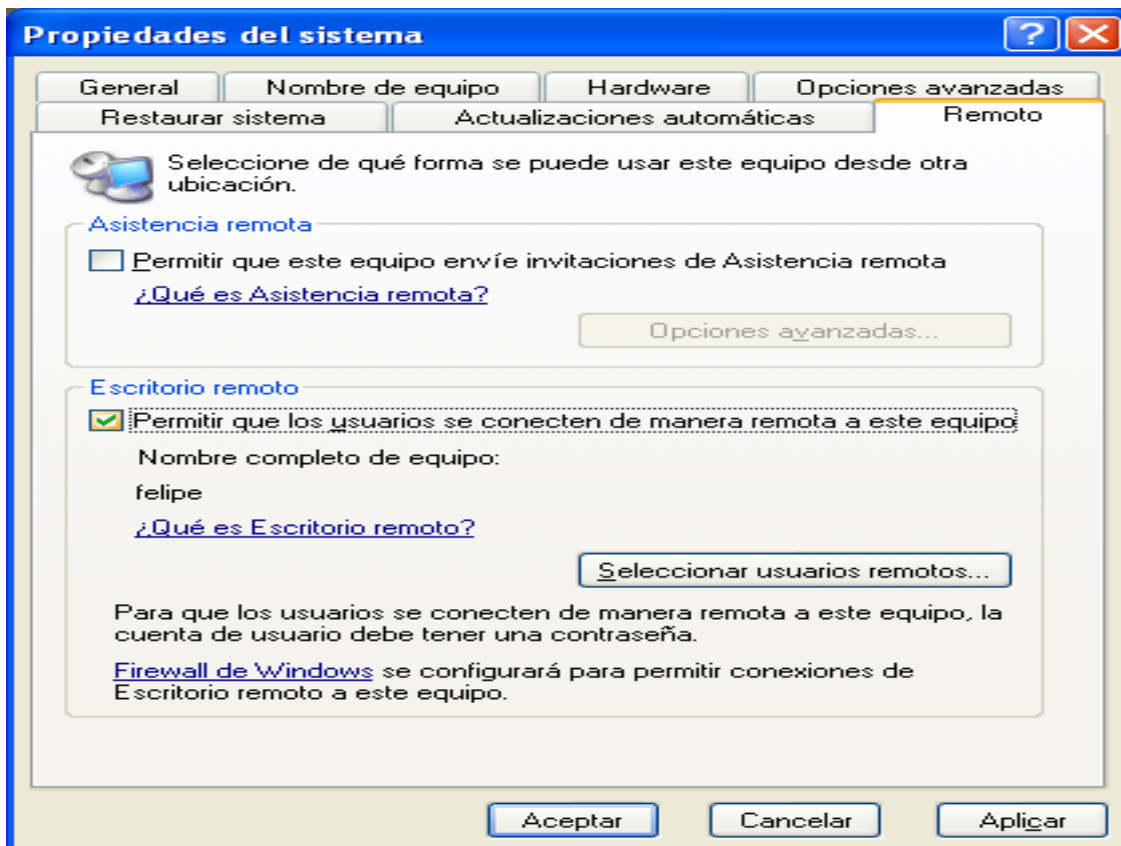 Propiedades del sistema
General
Nombre de equipo
Hardware
Opciones avanzadas
Restaurar sistema
Actualizaciones automáticas
Remoto
Seleccione de qué forma se puede usar este equipo desde otra
ubicación.
Asistencia remota
Permitir que este equipo envíe invitaciones de Asistencia remota
¿Qué es Asistencia remota?
Opciones avanzadas...
Escritorio remoto
Permitir que los usuarios se conecten de manera remota a este equipo
Nombre completo de equipo:
felipe
¿Qué es Escritorio remoto?
Seleccionar usuarios remotos...
Para que los usuarios se conecten de manera remota a este equipo, la
cuenta de usuario debe tener una contraseña.
Firewall de Windows se configurará para permitir conexiones de
Escritorio remoto a este equipo.
Aceptar
Cancelar
Aplicar